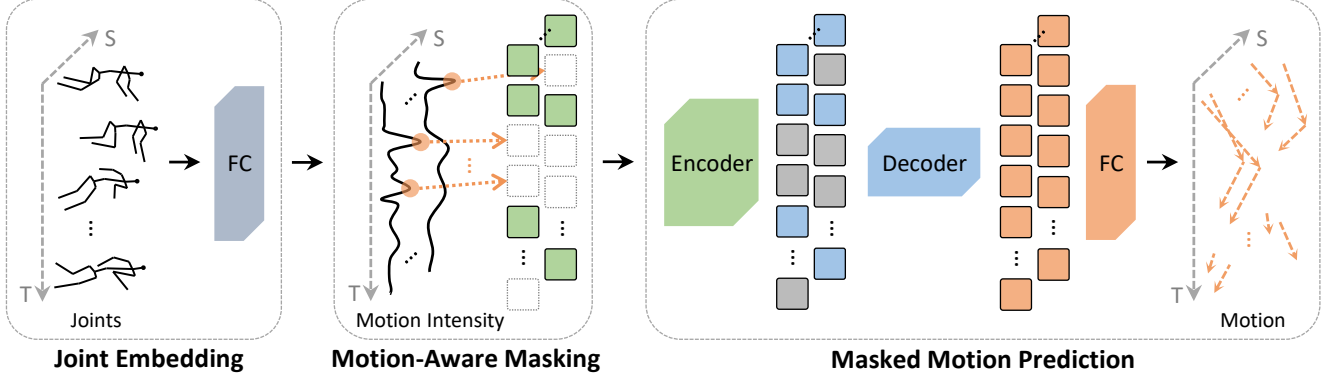 S
T
Joints
FC
Joint Embedding
S
T
Motion Intensity
Motion-Aware Masking
Encoder
Decoder
FC
S
T
Motion
Masked Motion Prediction